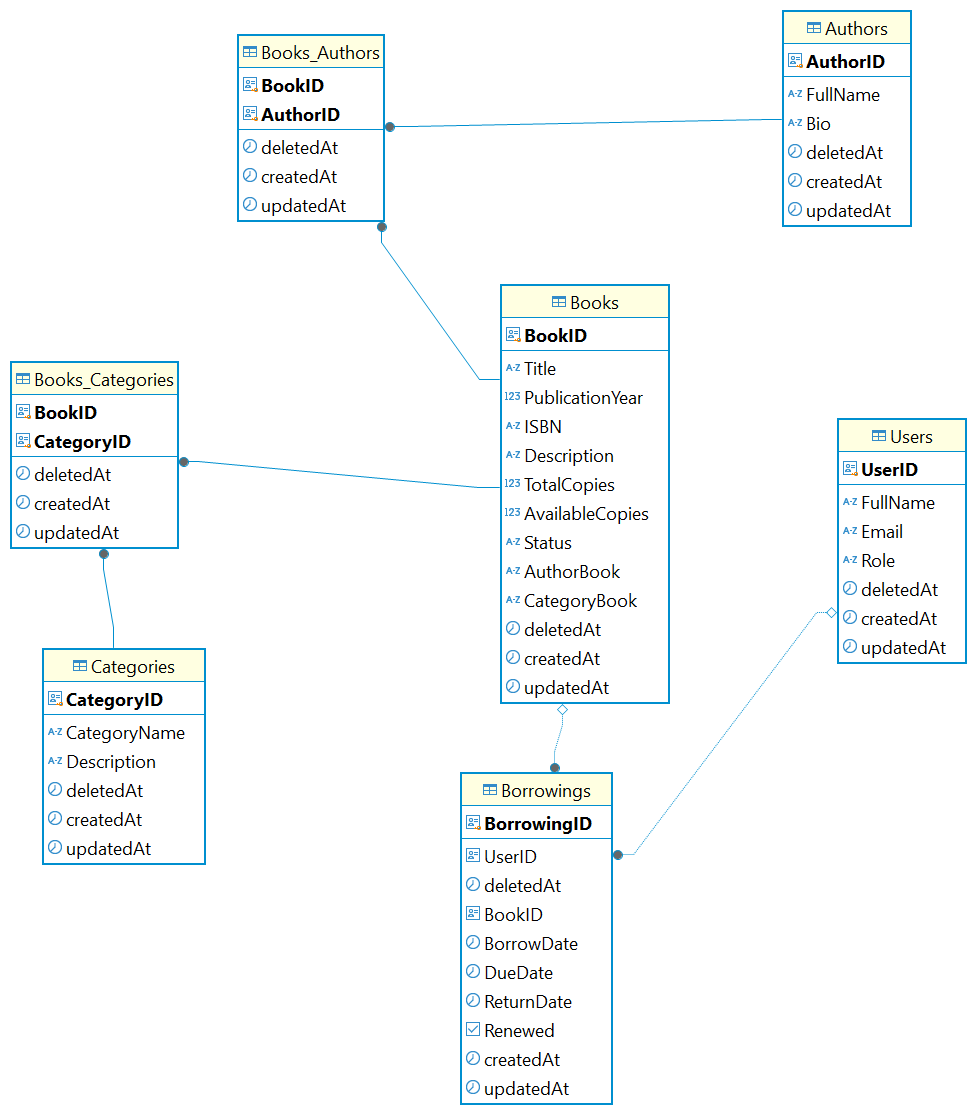 Books_Authors
BookID
AuthorID
deletedAt
createdAt
updatedAt
Authors
AuthorID
A-Z FullName
A-Z Bio
deletedAt
createdAt
updatedAt
Books
BookID
A-Z Title
123 PublicationYear
A-Z ISBN
A-Z Description
123 TotalCopies
123 AvailableCopies
A-Z Status
A-Z AuthorBook
A-Z CategoryBook
deletedAt
createdAt
updatedAt
Books_Categories
BookID
CategoryID
deletedAt
createdAt
updatedAt
Users
UserID
A-Z FullName
A-Z Email
A-Z Role
deletedAt
createdAt
updatedAt
Categories
CategoryID
A-Z CategoryName
A-Z Description
deletedAt
createdAt
updatedAt
Borrowings
BorrowingID
UserID
deletedAt
BookID
BorrowDate
DueDate
ReturnDate
Renewed
createdAt
updatedAt